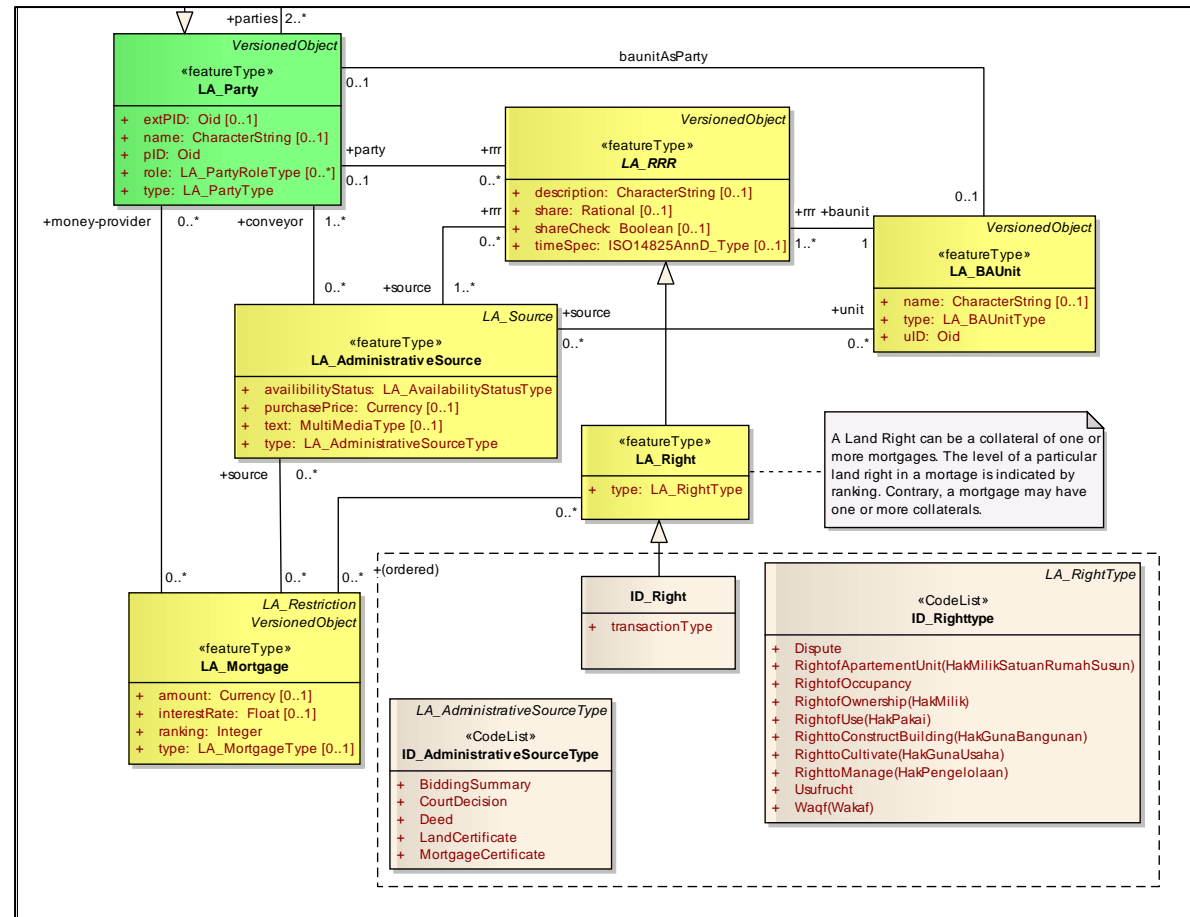 +parties 2..*
VersionedObject
«featureType»
LA_Party
+ extPID: Oid [0..1]
+ name: CharacterString [0..1]
+ pID: Oid
+ role: LA_PartyRoleType [0..*]
+ type: LA_PartyType
baunitAsParty
0..1
0..1
+party
0..1
+rrr
0..*
VersionedObject
«featureType»
LA_RRR
+ description: CharacterString [0..1]
+ share: Rational [0..1]
+ shareCheck: Boolean [0..1]
+ timeSpec: ISO14825AnnD_Type [0..1]
+rrr +baunit
1..* 1
VersionedObject
«featureType»
LA_BAUnit
+ name: CharacterString [0..1]
+ type: LA_BAUnitType
+ uID: Oid
+money-provider 0..*
+conveyor 1..*
0..*
+rrr
0..*
+source 1..*
+source
0..*
+unit
0..*
LA_Source
«featureType»
LA_AdministrativeSource
+ availibilityStatus: LA_AvailabilityStatusType
+ purchasePrice: Currency [0..1]
+ text: MultiMediaType [0..1]
+ type: LA_AdministrativeSourceType
+source 0..*
«featureType»
LA_Right
+ type: LA_RightType
0..*
A Land Right can be a collateral of one or
more mortgages. The level of a particular
land right in a mortage is indicated by
ranking. Contrary, a mortgage may have
one or more collaterals.
0..*
0..*
0..*
+(ordered)
LA_Restriction
VersionedObject
«featureType»
LA_Mortgage
+ amount: Currency [0..1]
+ interestRate: Float [0..1]
+ ranking: Integer
+ type: LA_MortgageType [0..1]
ID_Right
+ transactionType
LA_RightType
«CodeList»
ID_Righttype
+ Dispute
+ RightofApartementUnit(HakMilikSatuanRumahSusun)
+ RightofOccupancy
+ RightofOwnership(HakMilik)
+ RightofUse(HakPakai)
+ RighttoConstructBuilding(HakGunaBangunan)
+ RighttoCultivate(HakGunaUsaha)
+ RighttoManage(HakPengelolaan)
+ Usufrucht
+ Waqf(Wakaf)
LA_AdministrativeSourceType
«CodeList»
ID_AdministrativeSourceType
+ BiddingSummary
+ CourtDecision
+ Deed
+ LandCertificate
+ MortgageCertificate